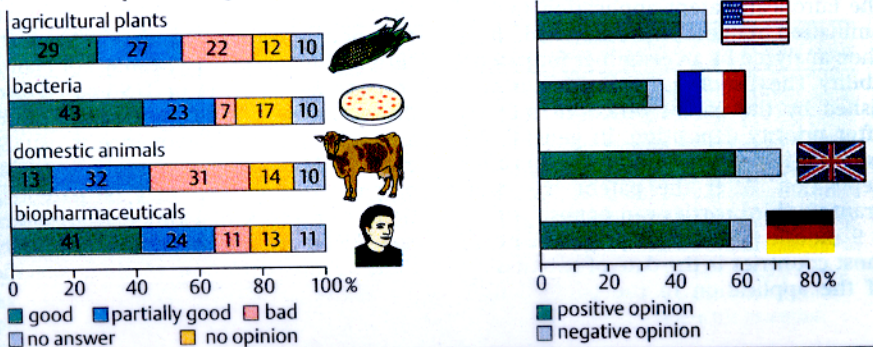 agricultural plants
29 27 22 12 10
bacteria
43 23 7 17 10
domestic animals
13 32 31 14 10
biopharmaceuticals
41 24 11 13 11
0 20 40 60 80 100%
good partially good bad
no answer no opinion
0 40 80%
positive opinion
negative opinion